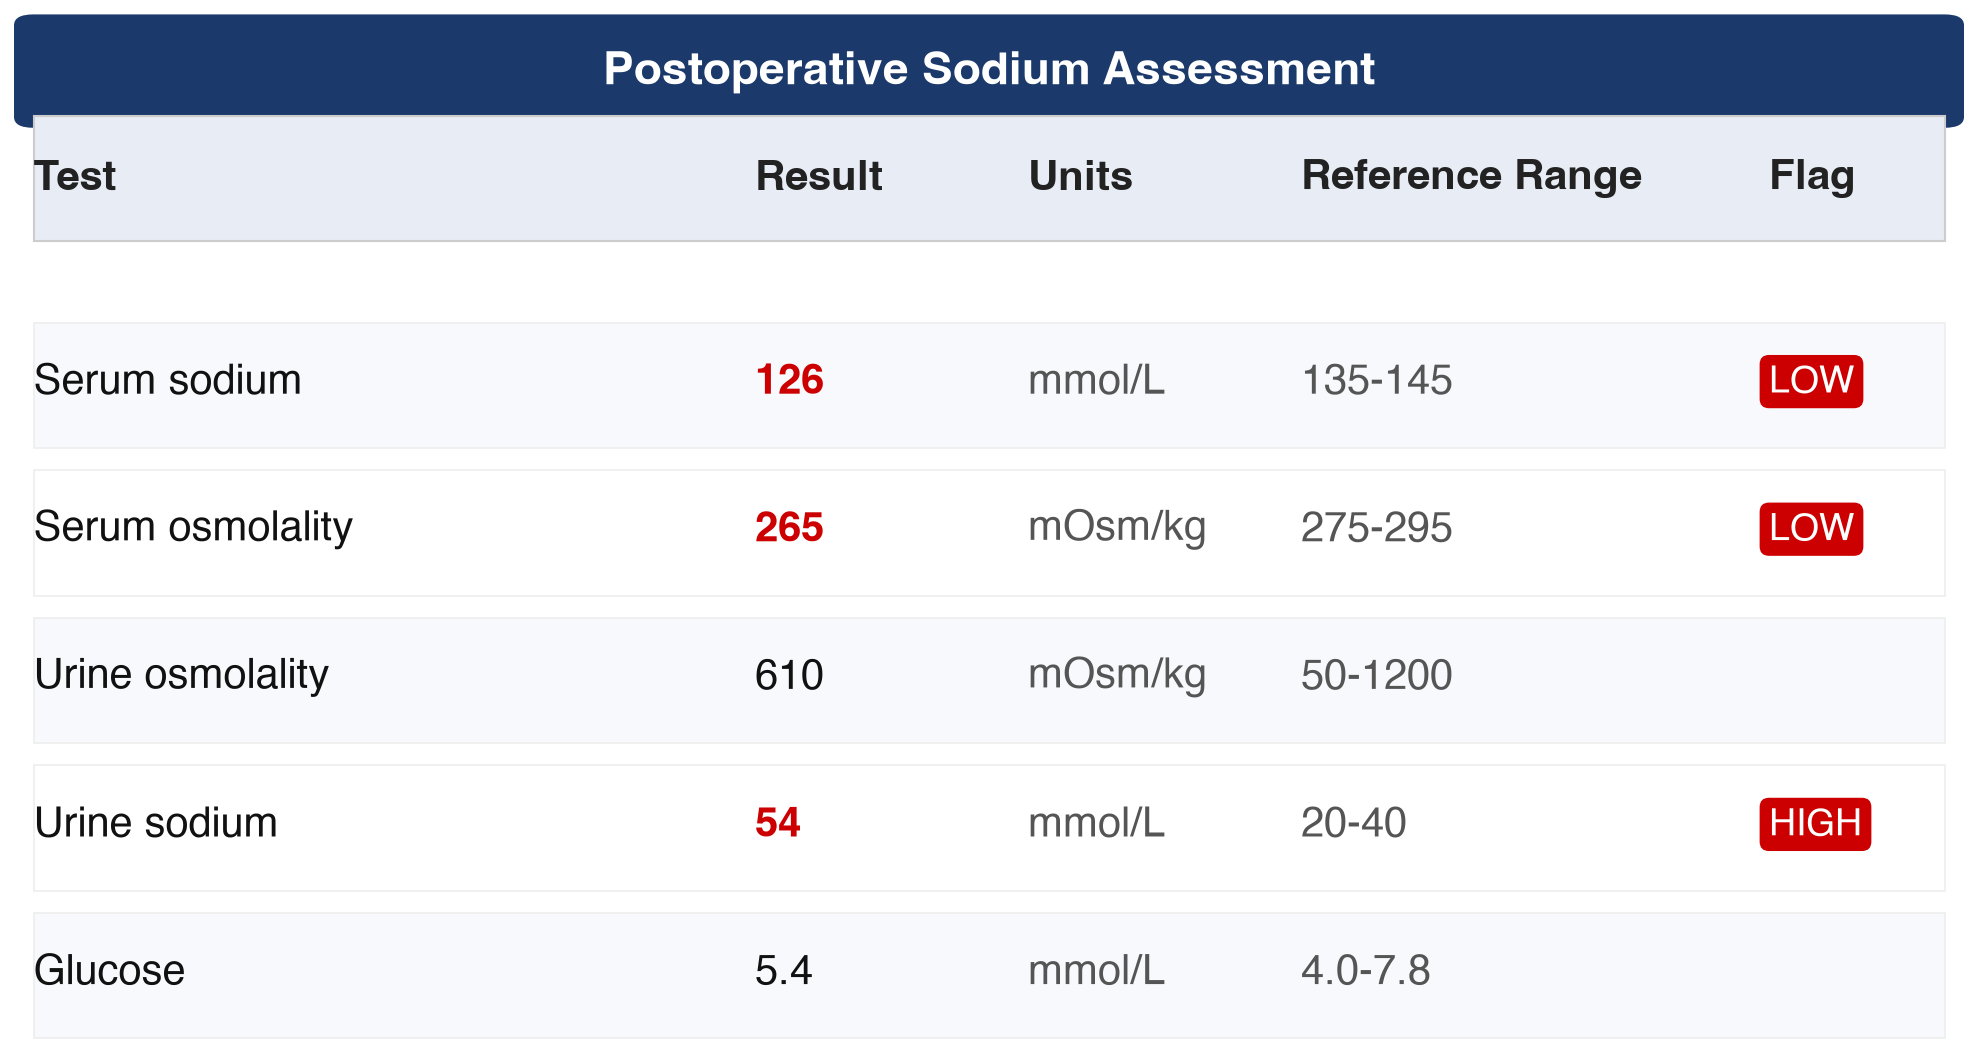 Postoperative Sodium Assessment
Test Result Units Reference Range Flag
Serum sodium 126 mmol/L 135-145 LOW
Serum osmolality 265 mOsm/kg 275-295 LOW
Urine osmolality 610 mOsm/kg 50-1200
Urine sodium 54 mmol/L 20-40 HIGH
Glucose 5.4 mmol/L 4.0-7.8